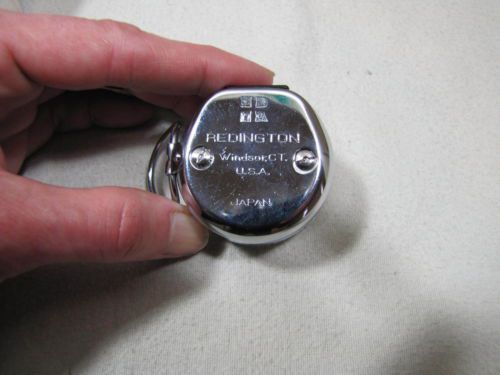 REDINGTON
Windsor, CT.
U.S.A.
JAPAN